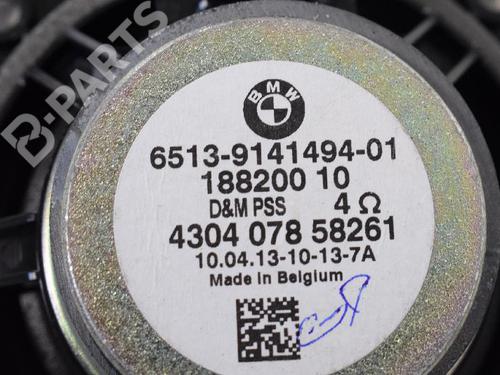 B-PARTS
BMW
6513-9141494-01
188200 10
D&M PSS 4 Ω
4304 078 58261
10.04.13-10-13-7A
Made in Belgium